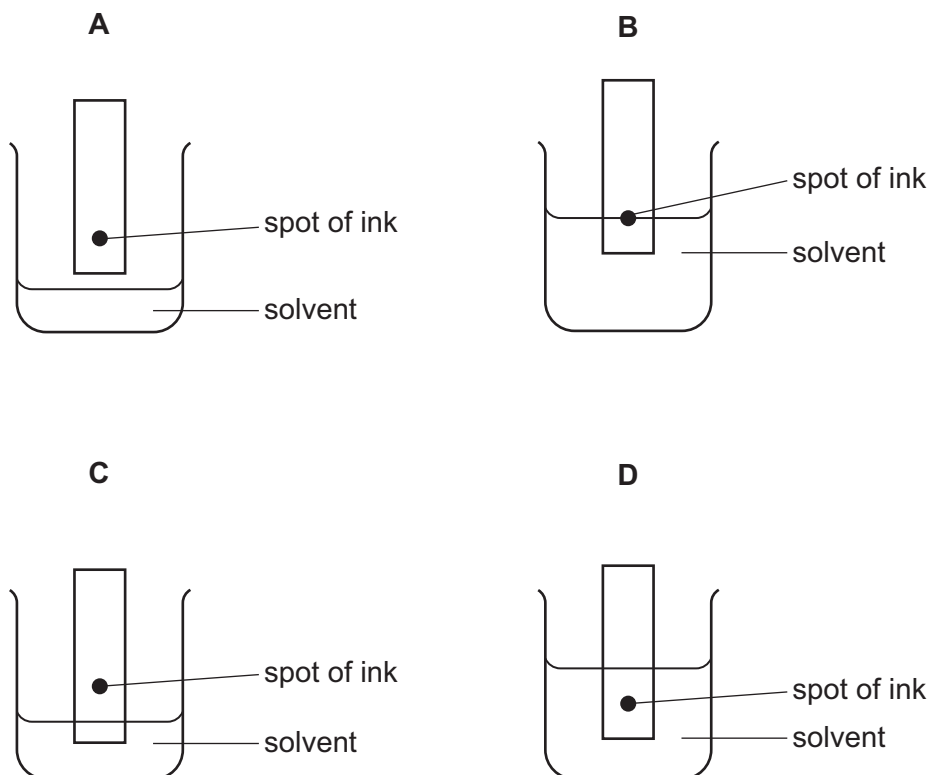 A
spot of ink
solvent
B
spot of ink
solvent
C
spot of ink
solvent
D
spot of ink
solvent